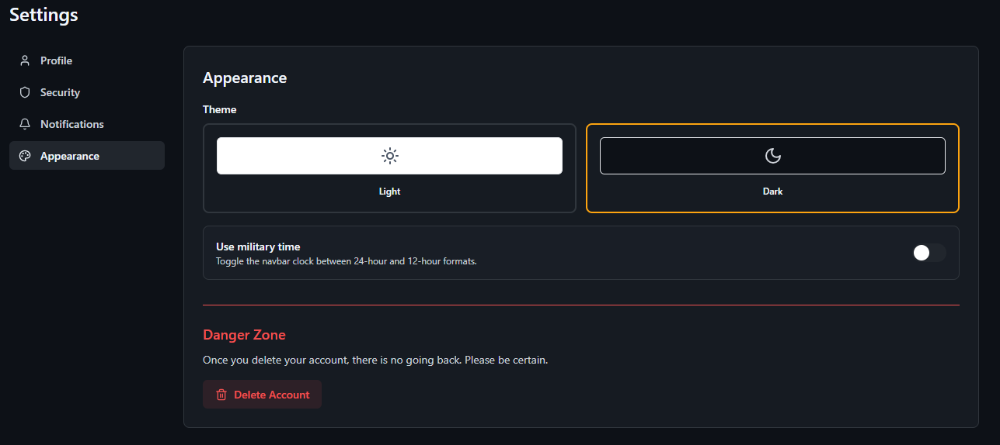 Settings
Profile
Security
Notifications
Appearance
Appearance
Theme
Light
Dark
Use military time
Toggle the navbar clock between 24-hour and 12-hour formats.
Danger Zone
Once you delete your account, there is no going back. Please be certain.
Delete Account